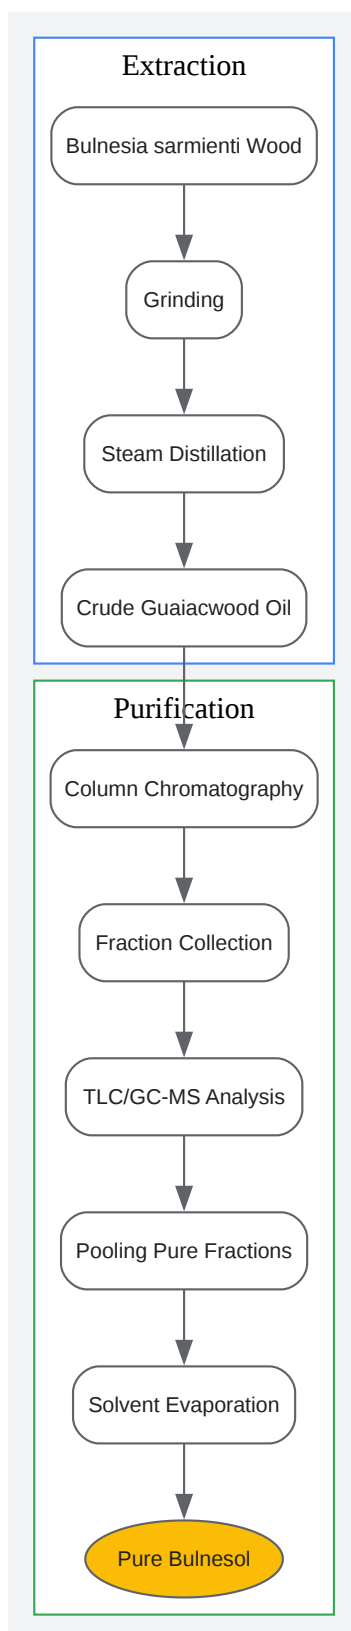 Extraction
Bulnesia sarmienti Wood
Grinding
Steam Distillation
Crude Guaiacwood Oil
Purification
Column Chromatography
Fraction Collection
TLC/GC-MS Analysis
Pooling Pure Fractions
Solvent Evaporation
Pure Bulnesol